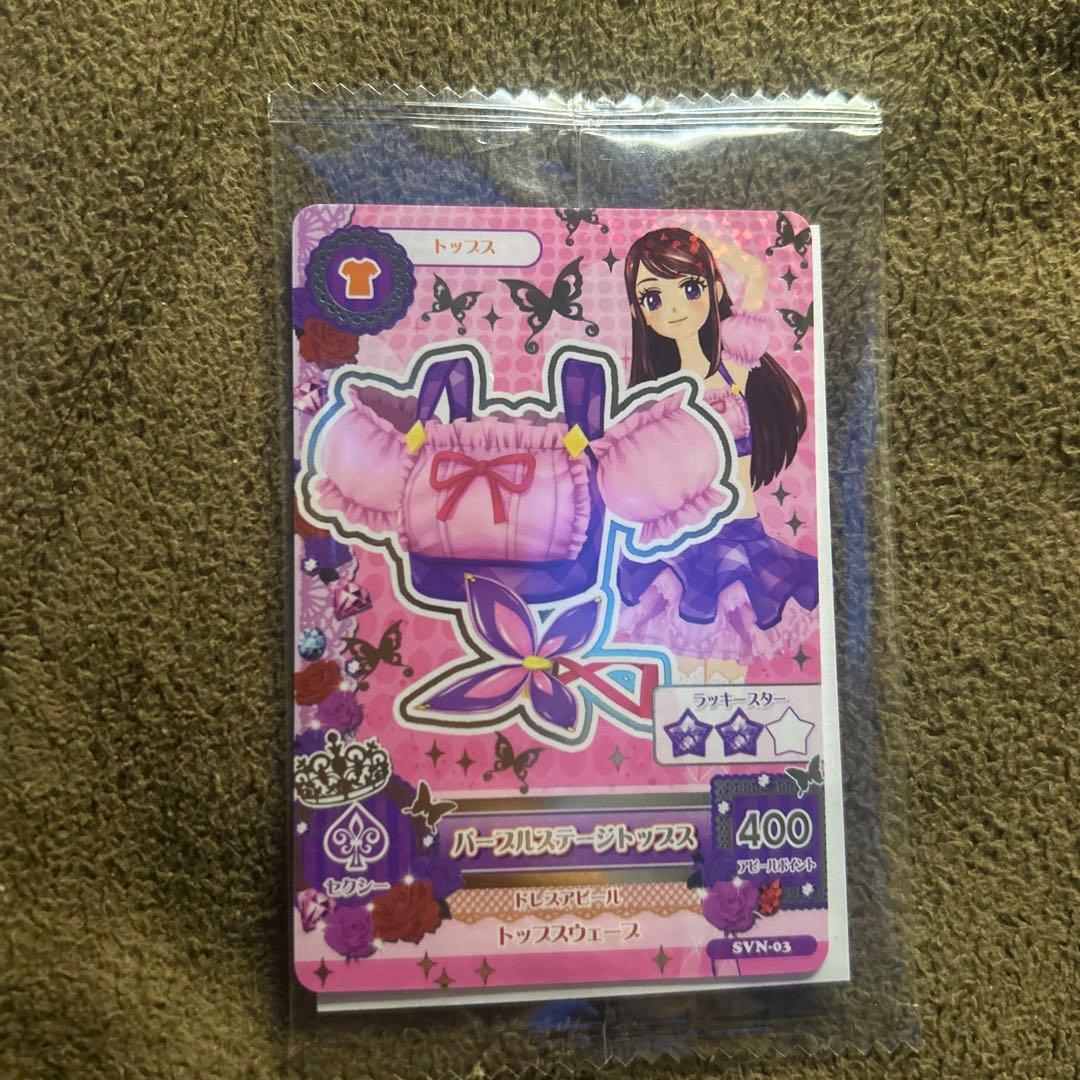 トップス
ラッキースター
パープルステージトップス
400
アピールポイント
セクシー
ドレスアピール
トップスウェーブ
SVN-03